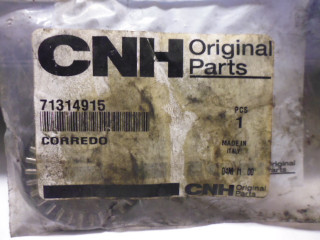 CNH Original
Parts
71314915
PCS
1
CORREDO
MADE IN
ITALY
CNH Original
Parts